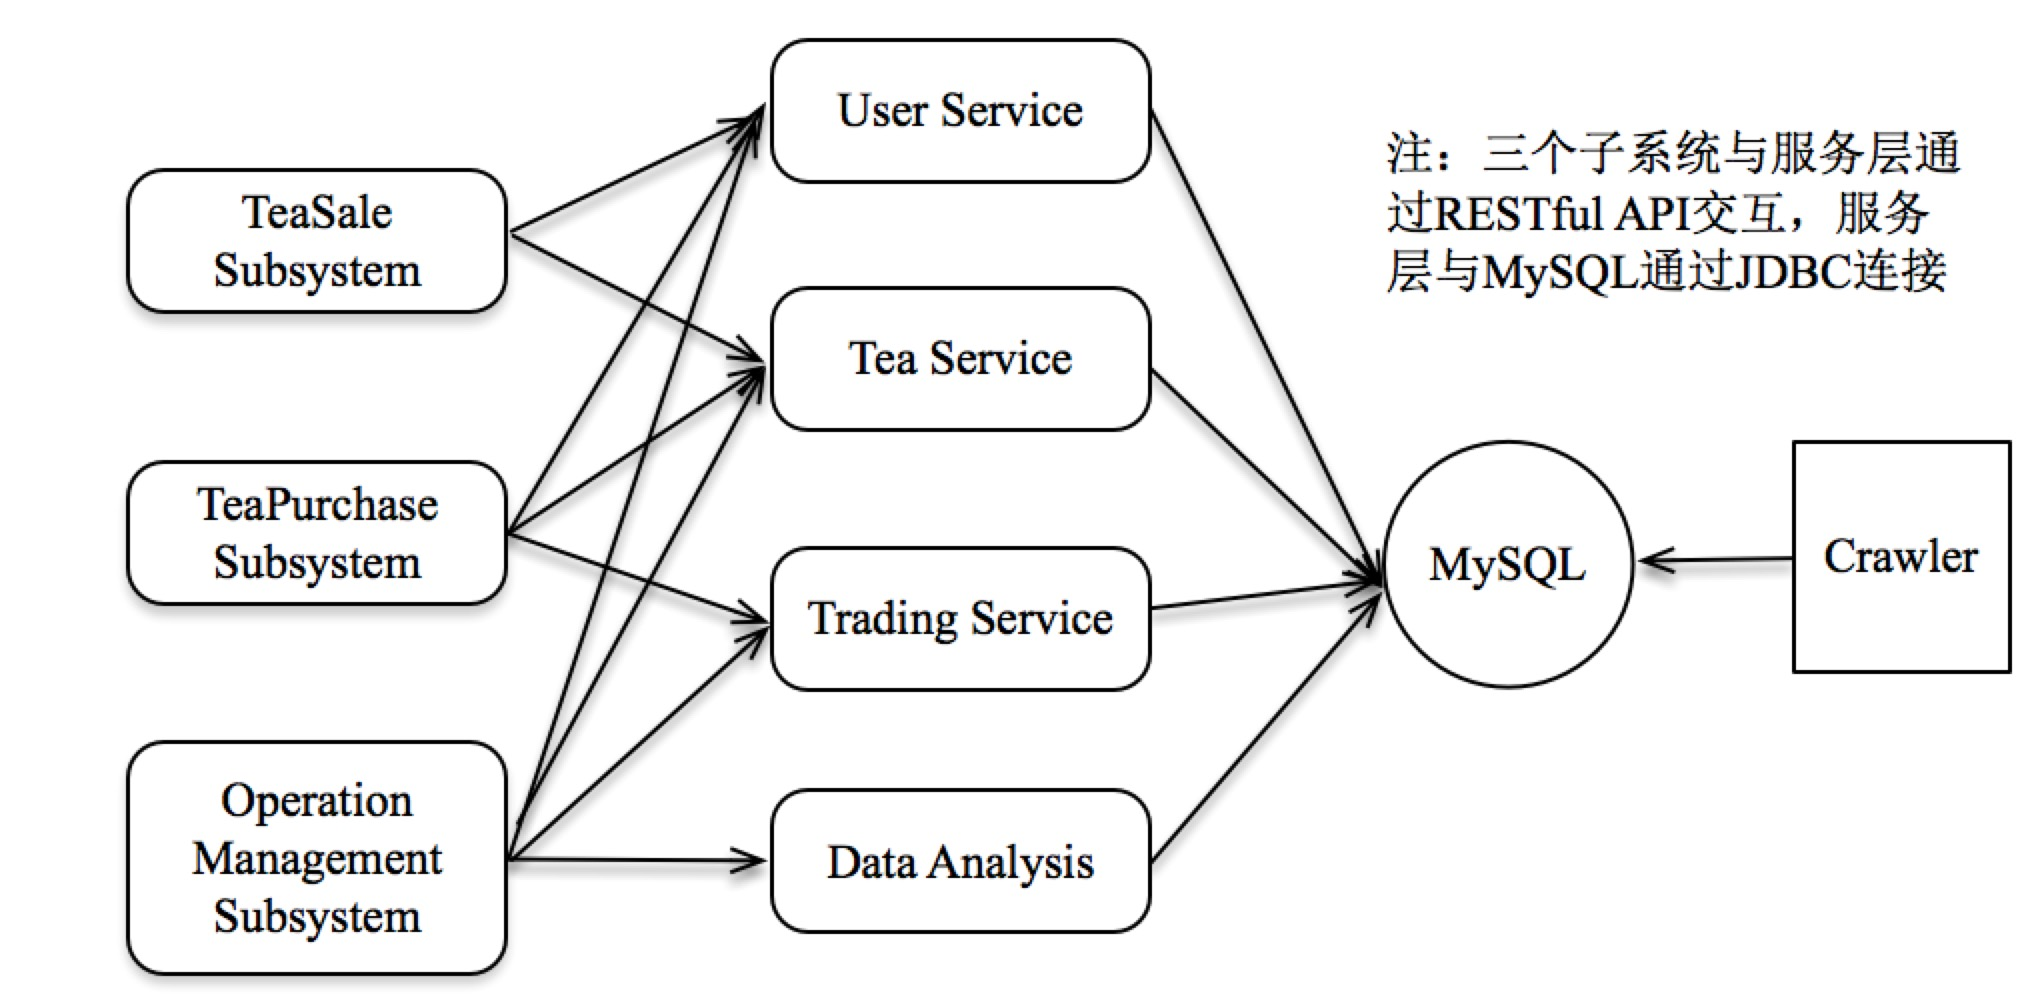 TeaSale
Subsystem
TeaPurchase
Subsystem
Operation
Management
Subsystem
User Service
Tea Service
Trading Service
Data Analysis
注：三个子系统与服务层通
过RESTful API交互，服务
层与MySQL通过JDBC连接
MySQL
Crawler